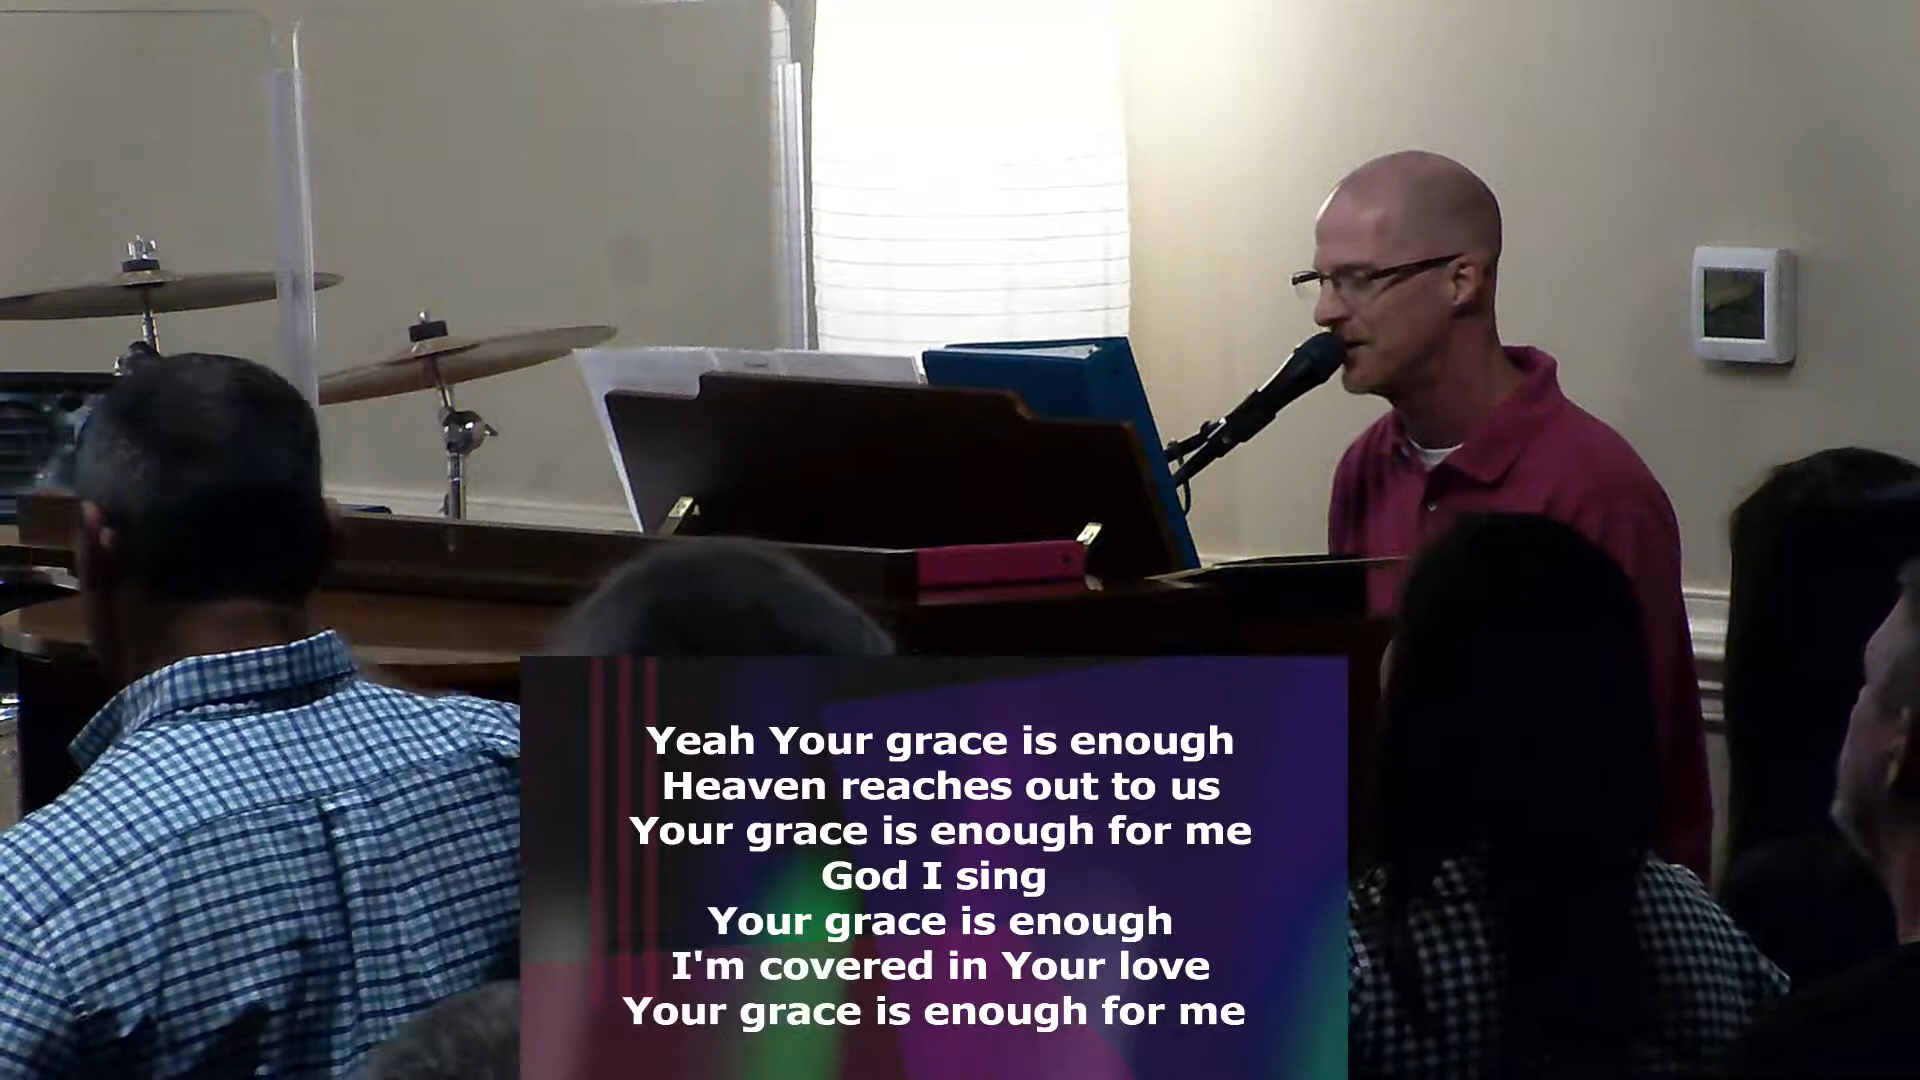 Yeah Your grace is enough
Heaven reaches out to us
Your grace is enough for me
God I sing
Your grace is enough
I'm covered in Your love
Your grace is enough for me